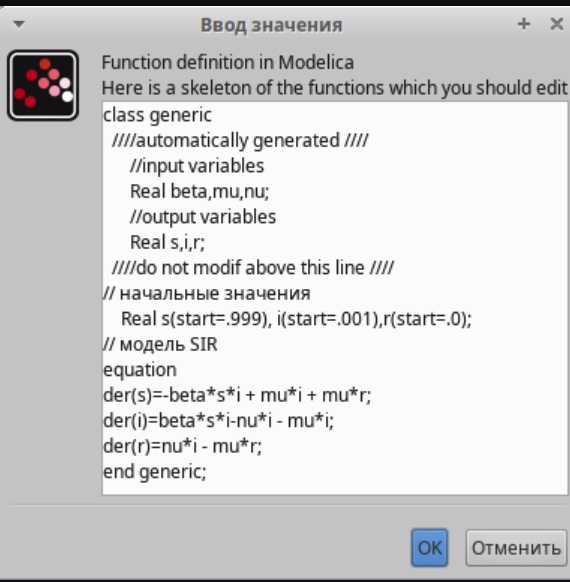 Ввод значения
Function definition in Modelica
Here is a skeleton of the functions which you should edit
class generic
////automatically generated ////
//input variables
Real beta,mu,nu;
//output variables
Real s,i,r;
////do not modif above this line ////
// начальные значения
Real s(start=.999), i(start=.001),r(start=.0);
// модель SIR
equation
der(s)=-beta*s*i + mu*i + mu*r;
der(i)=beta*s*i-nu*i - mu*i;
der(r)=nu*i - mu*r;
end generic;
OK Отменить